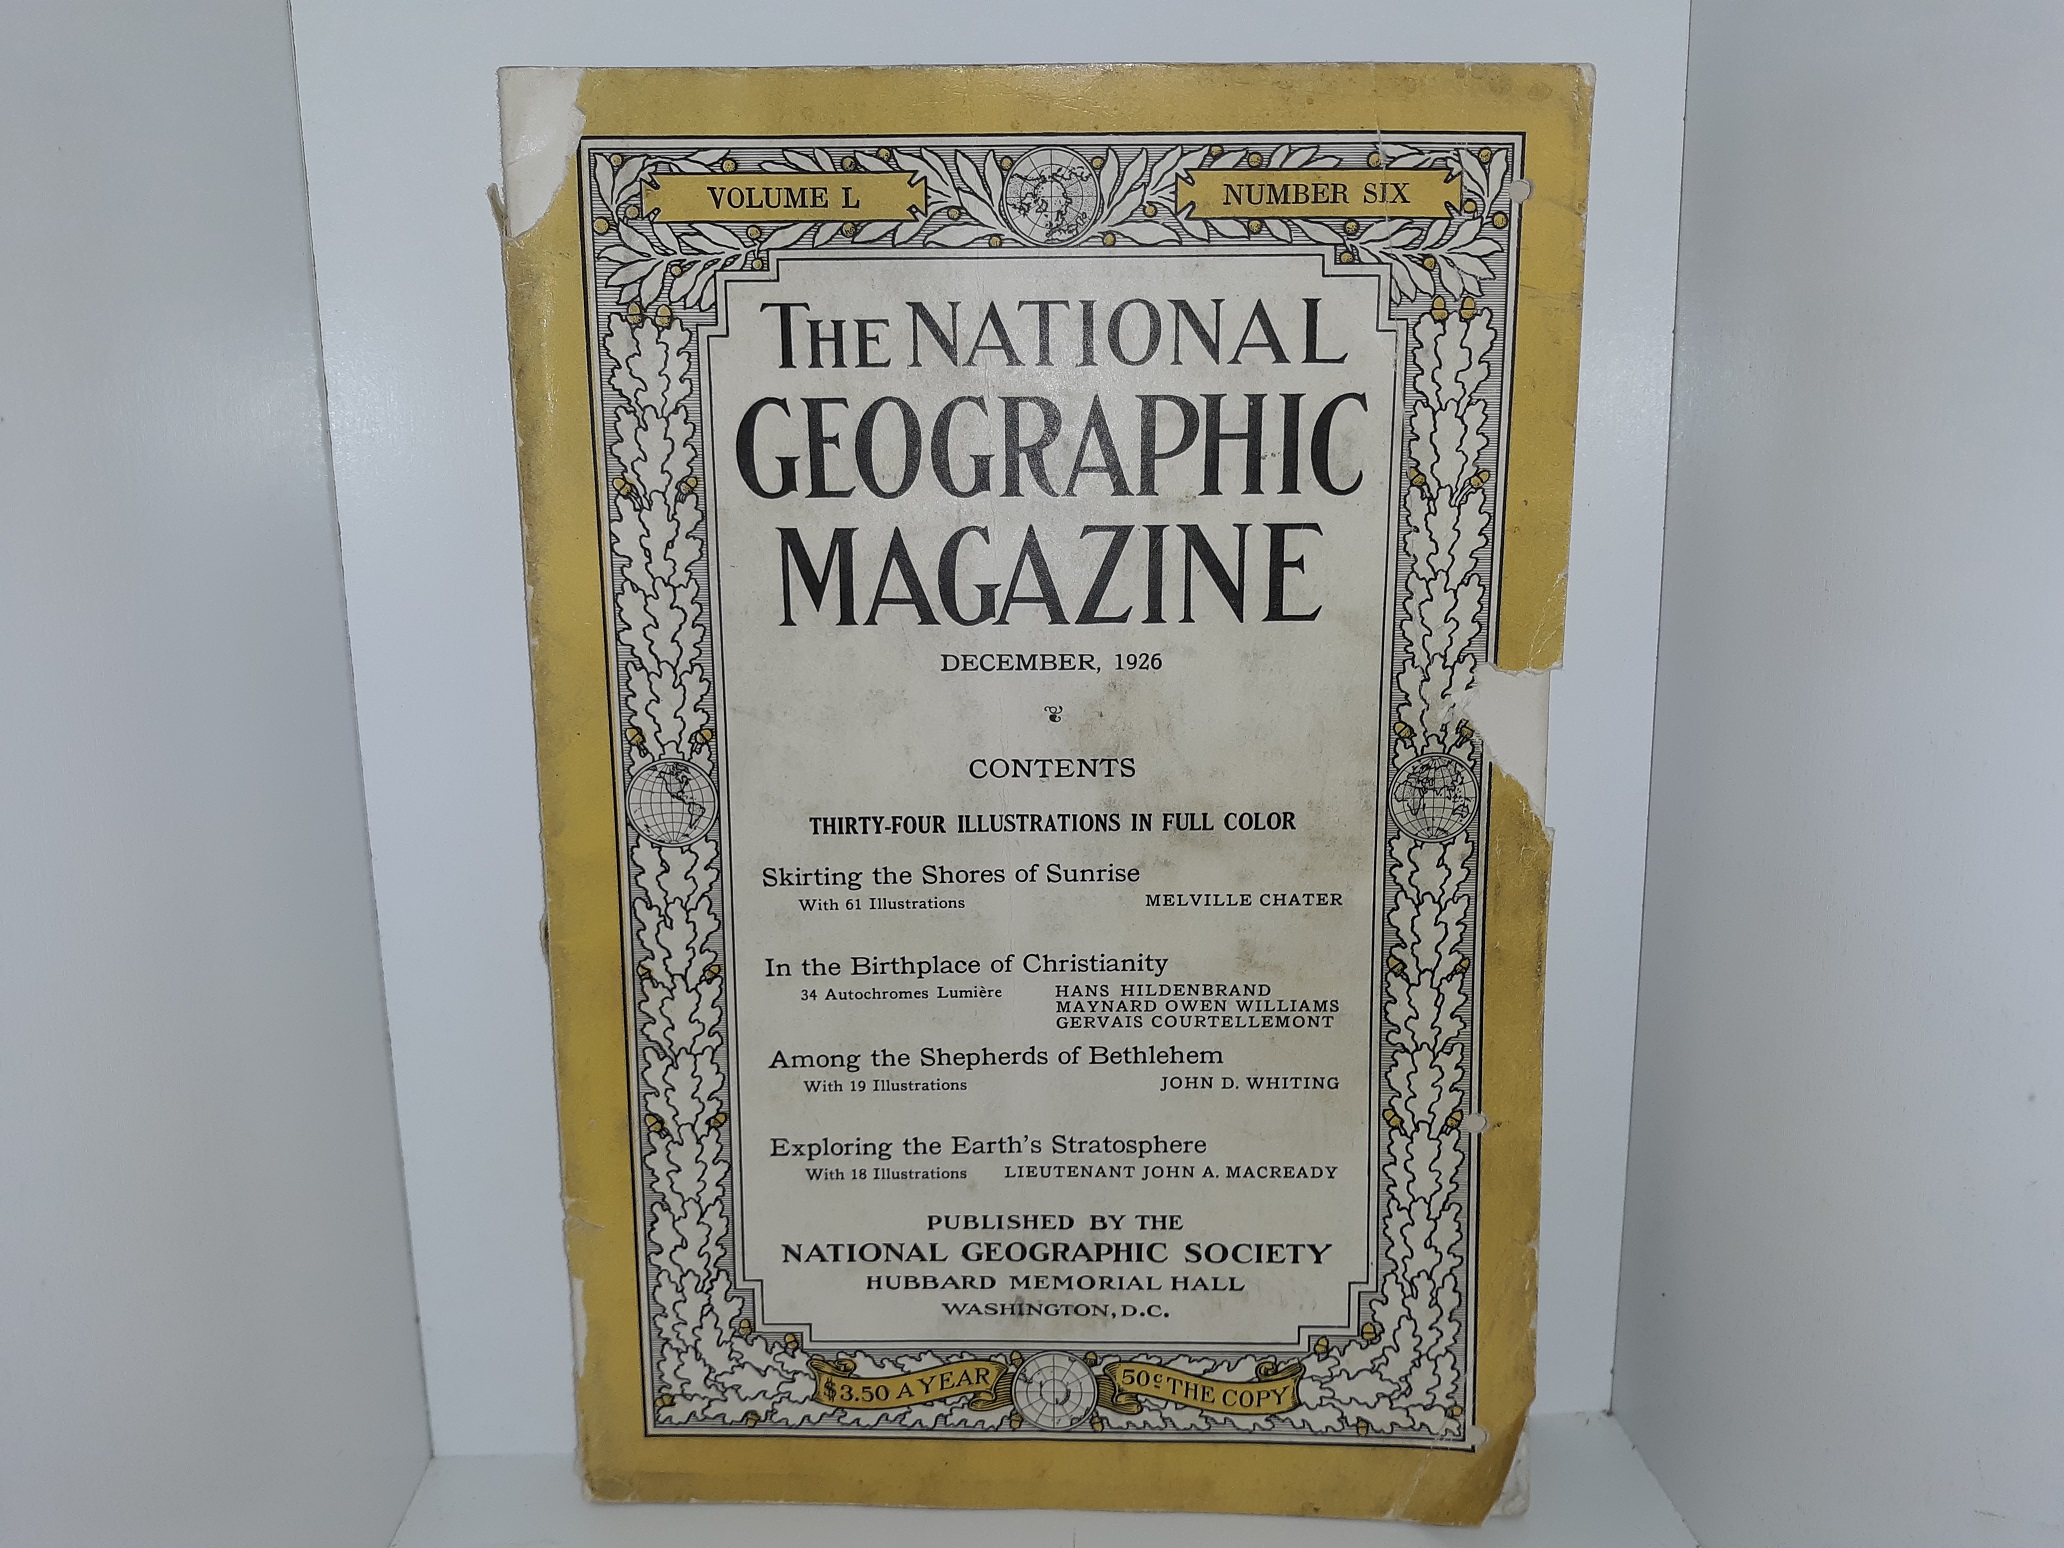 VOLUME L
NUMBER SIX
THE NATIONAL
GEOGRAPHIC
MAGAZINE
DECEMBER, 1926
CONTENTS
THIRTY-FOUR ILLUSTRATIONS IN FULL COLOR
Skirting the Shores of Sunrise
With 61 Illustrations MELVILLE CHATER
In the Birthplace of Christianity
34 Autochromes Lumière HANS HILDENBRAND
MAYNARD OWEN WILLIAMS
GERVAIS COURTELLEMONT
Among the Shepherds of Bethlehem
With 19 Illustrations JOHN D. WHITING
Exploring the Earth's Stratosphere
With 18 Illustrations LIEUTENANT JOHN A. MACREADY
PUBLISHED BY THE
NATIONAL GEOGRAPHIC SOCIETY
HUBBARD MEMORIAL HALL
WASHINGTON, D.C.
$3.50 A YEAR
50c THE COPY